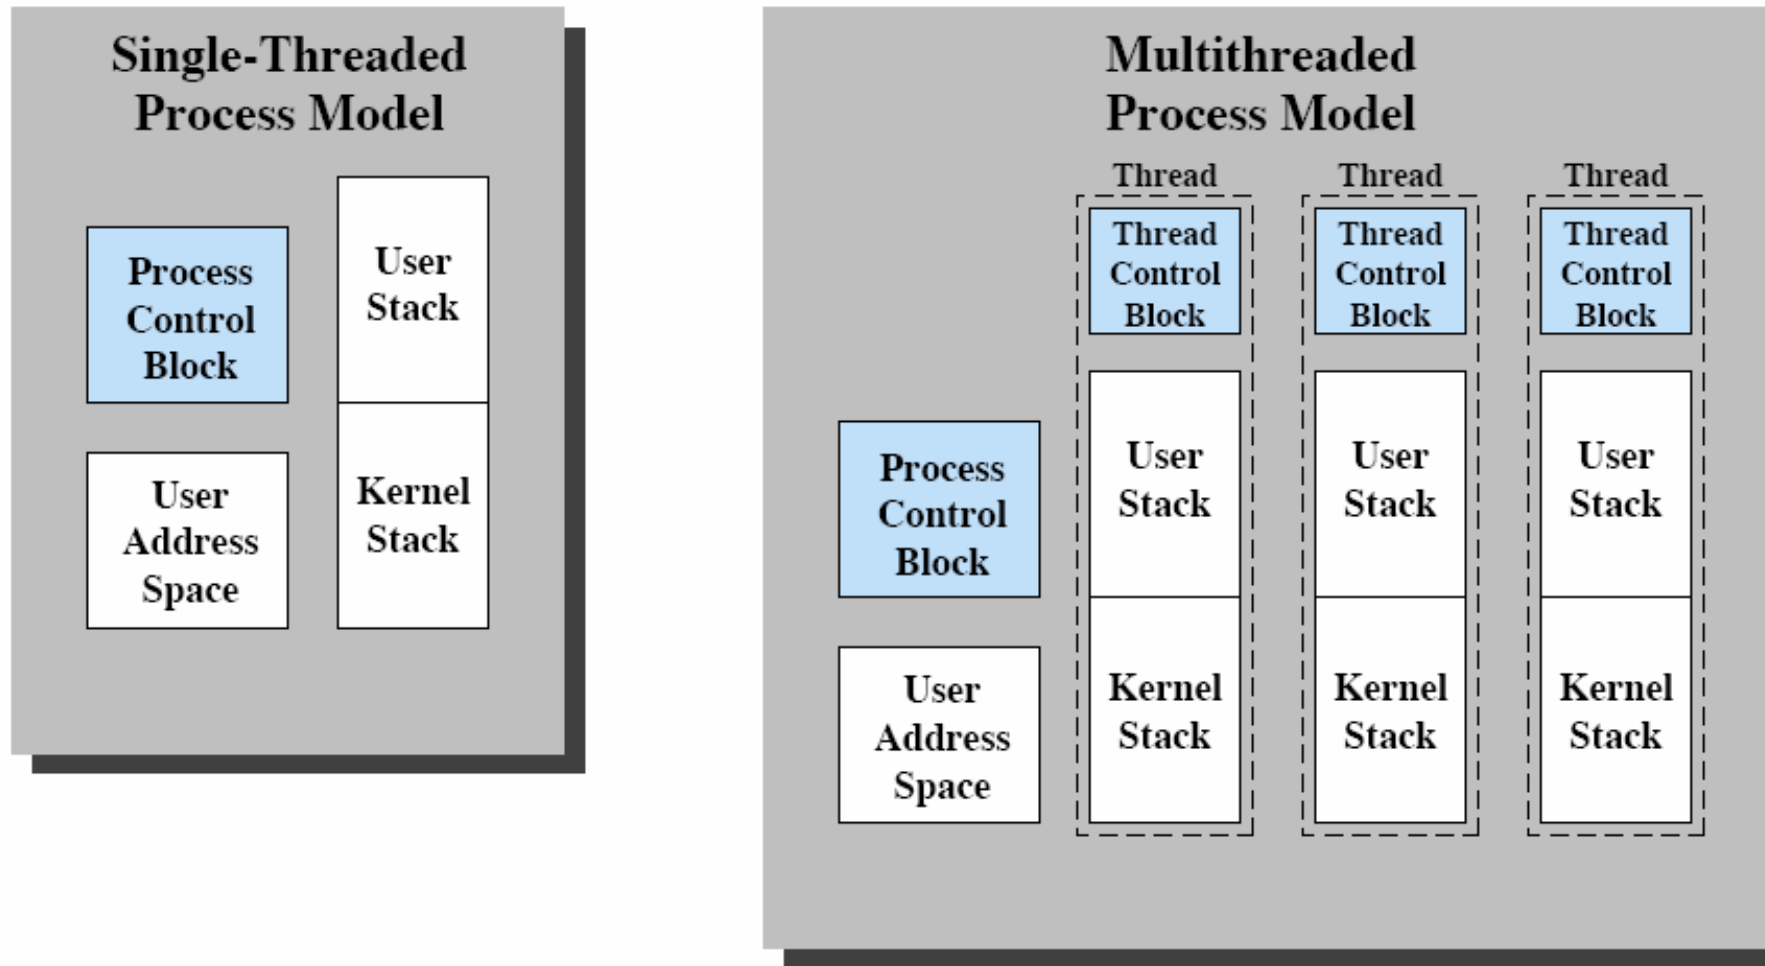 Single-Threaded
Process Model
Process
Control
Block
User
Stack
User
Address
Space
Kernel
Stack
Multithreaded
Process Model
Thread
Thread
Control
Block
User
Stack
Kernel
Stack
Thread
Thread
Control
Block
User
Stack
Kernel
Stack
Thread
Thread
Control
Block
User
Stack
Kernel
Stack
Process
Control
Block
User
Address
Space